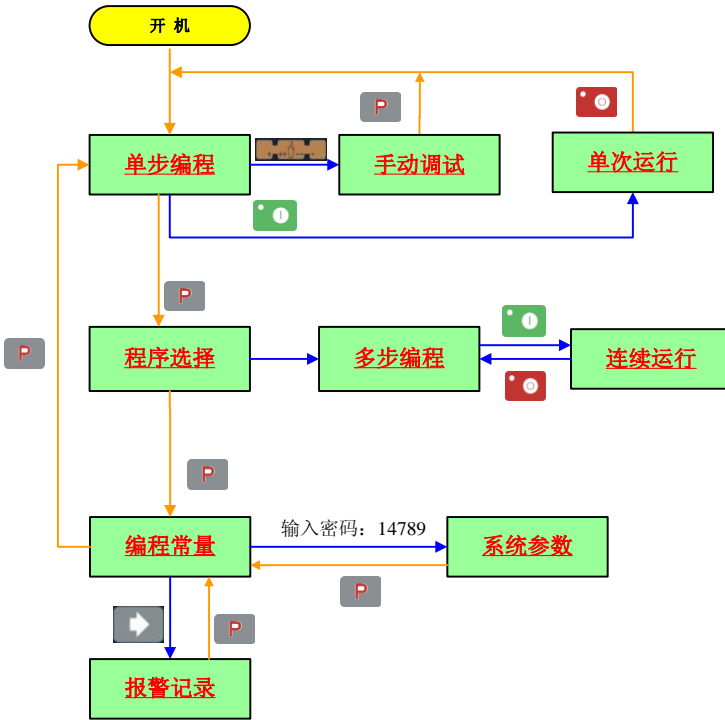 开 机
P
单步编程
手动调试
单次运行
P
P
程序选择
多步编程
连续运行
P
编程常量
输入密码：14789
系统参数
P
P
报警记录